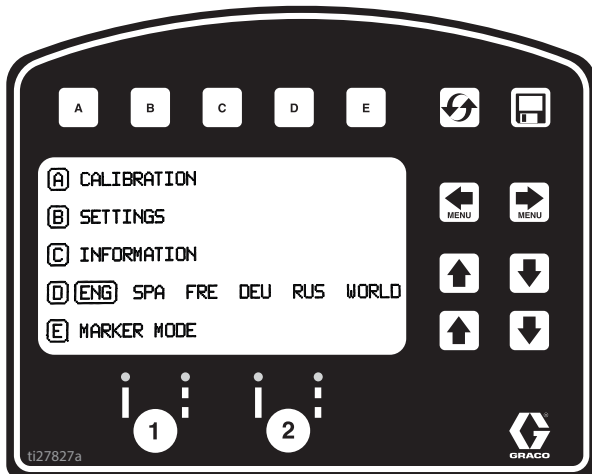 A B C D E
MENU MENU
A CALIBRATION
B SETTINGS
C INFORMATION
D ENG SPA FRE DEU RUS WORLD
E MARKER MODE
1 2
ti27827a
GRACO